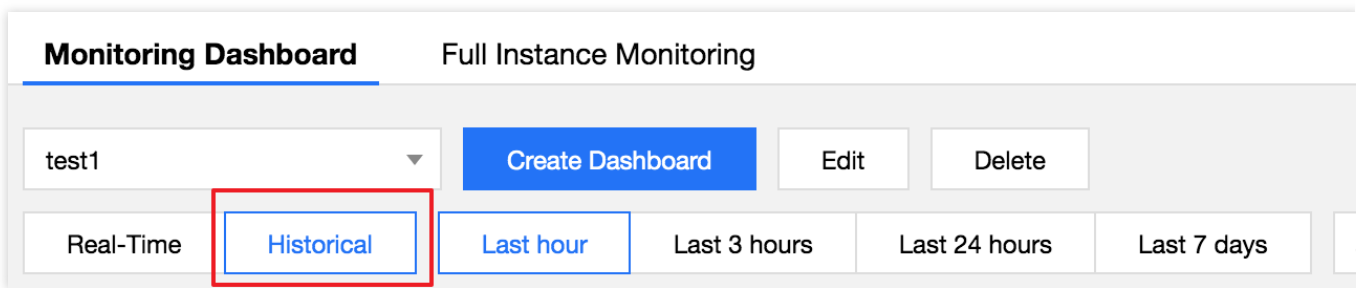 Monitoring Dashboard Full Instance Monitoring
test1 Create Dashboard Edit Delete
Real-Time Historical Last hour Last 3 hours Last 24 hours Last 7 days